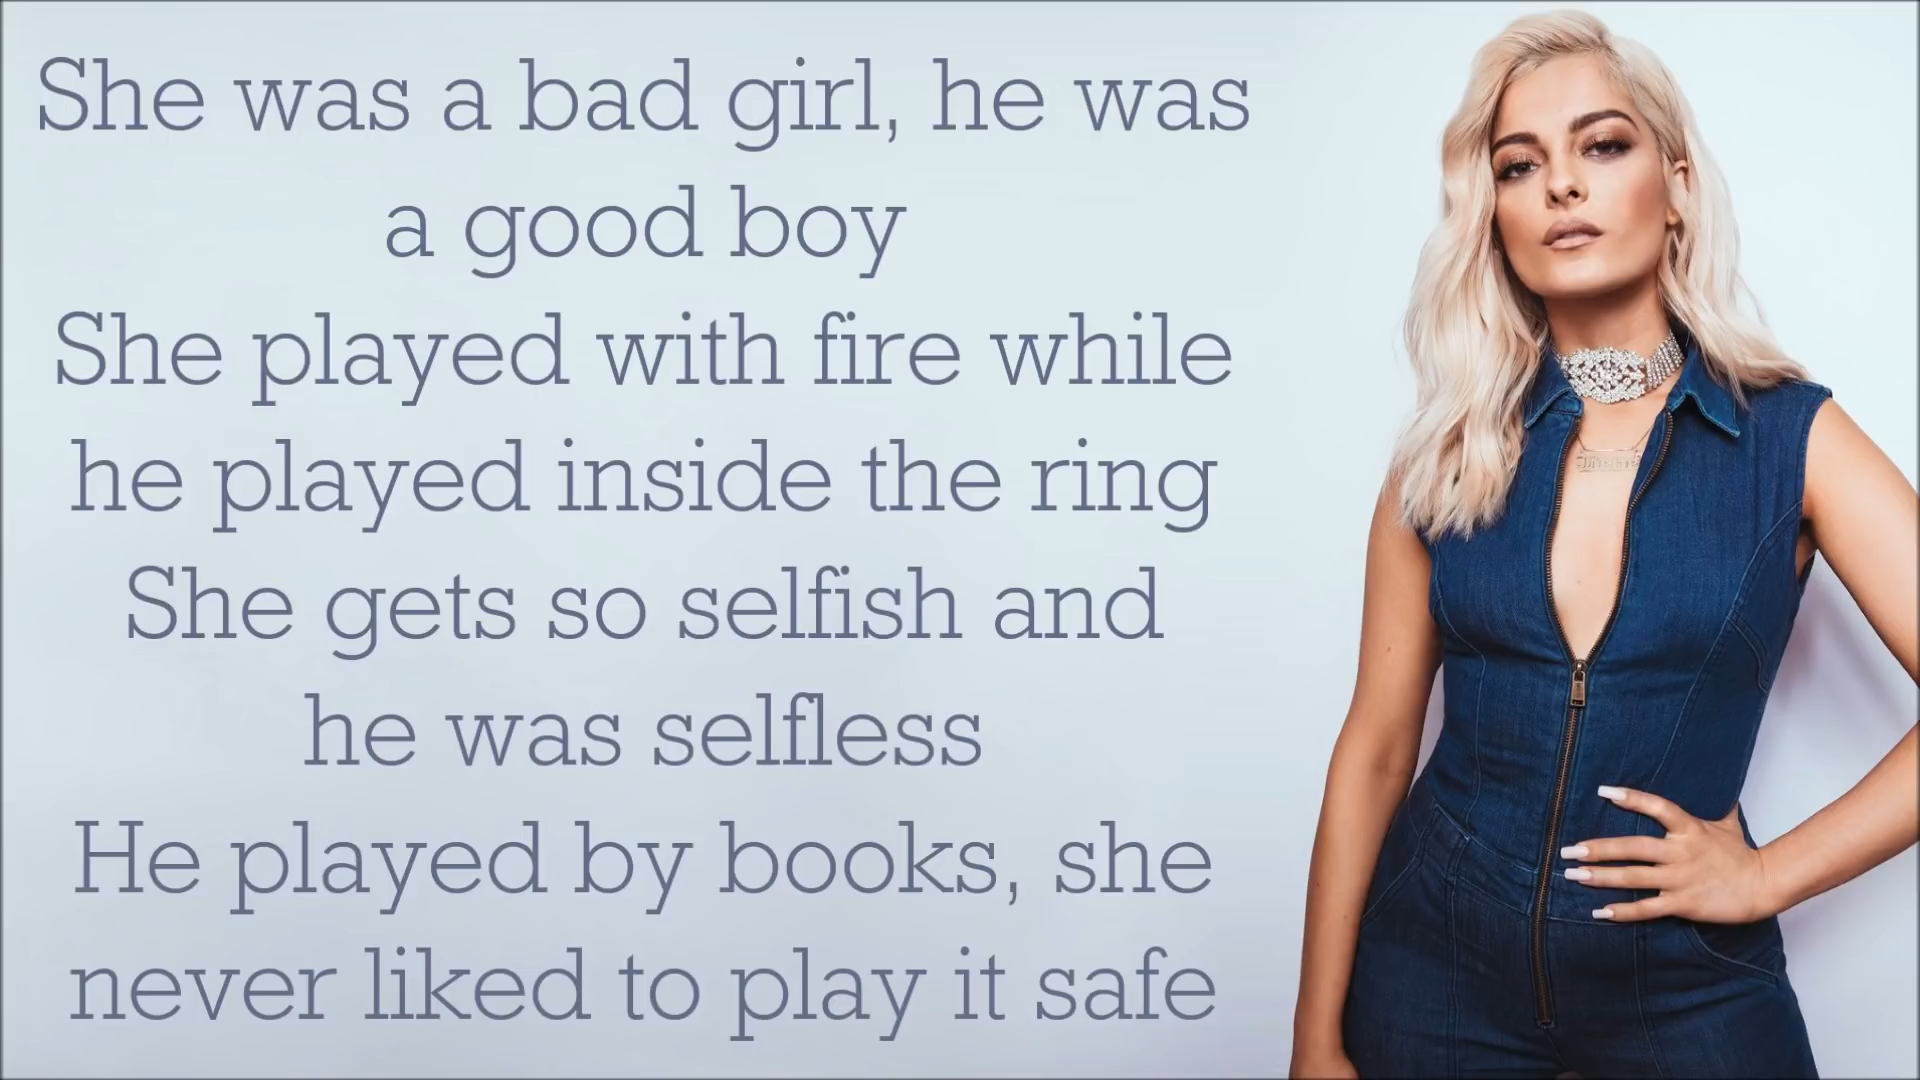 She was a bad girl, he was
a good boy
She played with fire while
he played inside the ring
She gets so selfish and
he was selfless
He played by books, she
never liked to play it safe